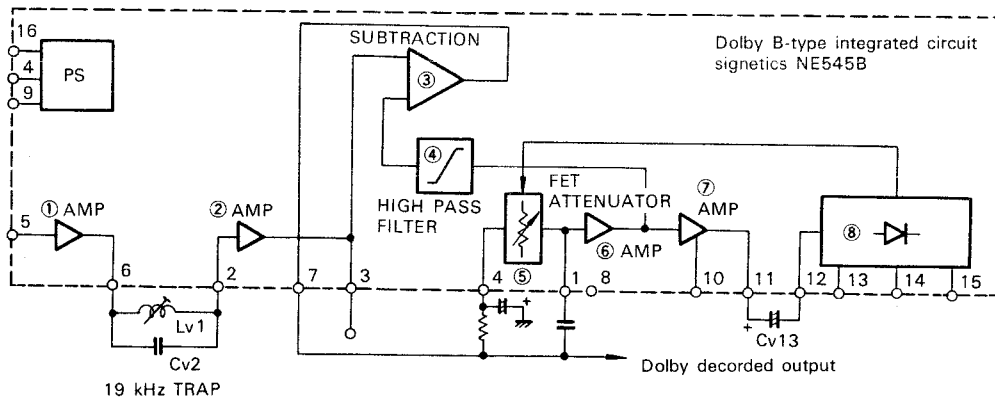 SUBTRACTION
Dolby B-type integrated circuit
signetics NE545B
16
4
9
PS
③
④
HIGH PASS
FILTER
FET
ATTENUATOR
⑦
AMP
① AMP
② AMP
⑥ AMP
⑤
⑧
5
6
2
7
3
4
1
8
10
11
12
13
14
15
+
Lv1
Cv2
+
Cv13
19 kHz TRAP
Dolby decorded output